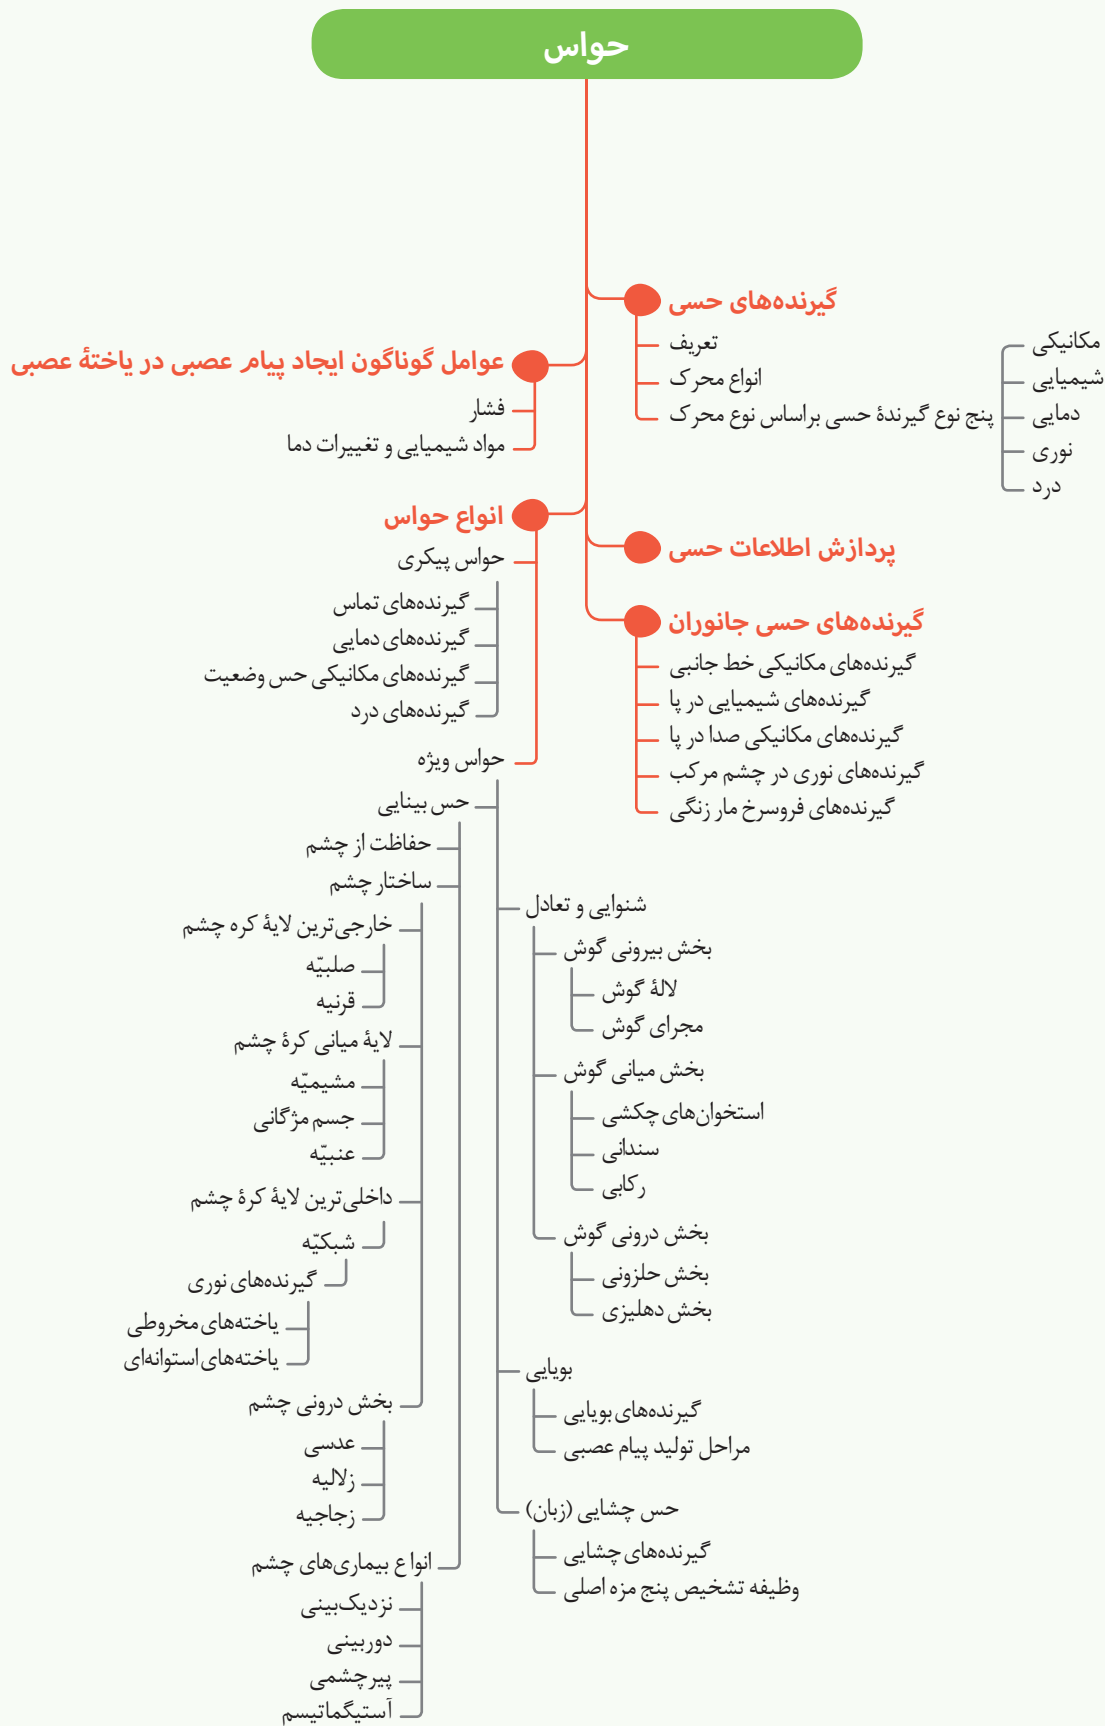 حواس
گیرنده‌های حسی
تعریف
انواع محرک
پنج نوع گیرندهٔ حسی براساس نوع محرک
مکانیکی
شیمیایی
دمایی
نوری
درد
عوامل گوناگون ایجاد پیام عصبی در یاختهٔ عصبی
فشار
مواد شیمیایی و تغییرات دما
انواع حواس
حواس پیکری
گیرنده‌های تماس
گیرنده‌های دمایی
گیرنده‌های مکانیکی حس وضعیت
گیرنده‌های درد
حواس ویژه
حس بینایی
حفاظت از چشم
ساختار چشم
خارجی‌ترین لایهٔ کره چشم
صلبیّه
قرنیه
لایهٔ میانی کرهٔ چشم
مشیمیّه
جسم مژگانی
عنبیّه
داخلی‌ترین لایهٔ کرهٔ چشم
شبکیّه
گیرنده‌های نوری
یاخته‌های مخروطی
یاخته‌های استوانه‌ای
بخش درونی چشم
عدسی
زلالیه
زجاجیه
انواع بیماری‌های چشم
نزدیک‌بینی
دوربینی
پیرچشمی
آستیگماتیسم
پردازش اطلاعات حسی
گیرنده‌های حسی جانوران
گیرنده‌های مکانیکی خط جانبی
گیرنده‌های شیمیایی در پا
گیرنده‌های مکانیکی صدا در پا
گیرنده‌های نوری در چشم مرکب
گیرنده‌های فروسرخ مار زنگی
شنوایی و تعادل
بخش بیرونی گوش
لالهٔ گوش
مجرای گوش
بخش میانی گوش
استخوان‌های چکشی
سندانی
رکابی
بخش درونی گوش
بخش حلزونی
بخش دهلیزی
بویایی
گیرنده‌های بویایی
مراحل تولید پیام عصبی
حس چشایی (زبان)
گیرنده‌های چشایی
وظیفه تشخیص پنج مزه اصلی